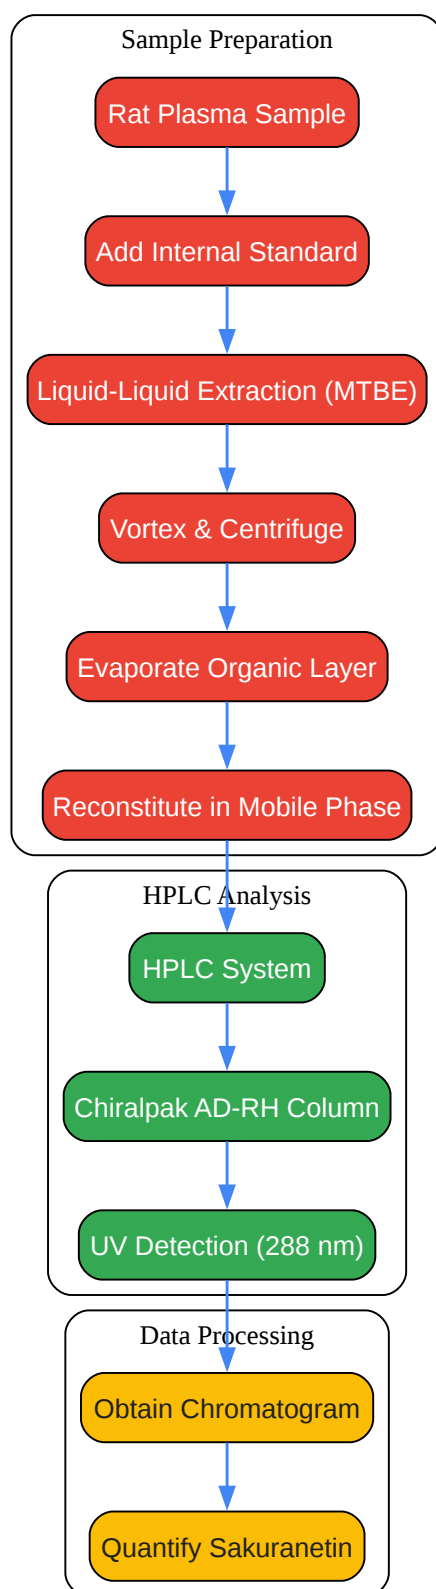 Sample Preparation
Rat Plasma Sample
Add Internal Standard
Liquid-Liquid Extraction (MTBE)
Vortex & Centrifuge
Evaporate Organic Layer
Reconstitute in Mobile Phase
HPLC Analysis
HPLC System
Chiralpak AD-RH Column
UV Detection (288 nm)
Data Processing
Obtain Chromatogram
Quantify Sakuranetin